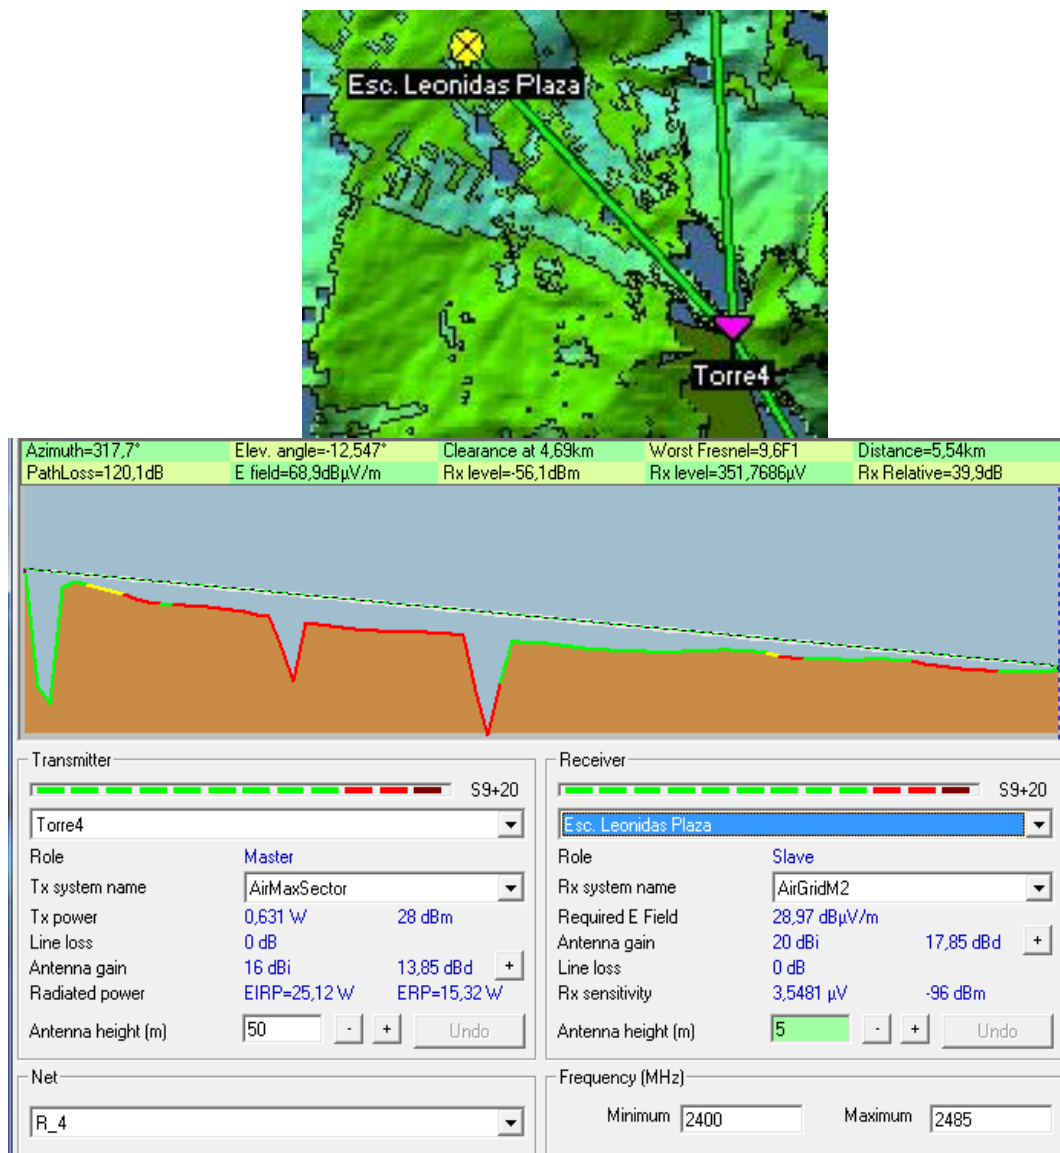 Esc. Leonidas Plaza
Torre4
Azimuth=317,7° Elev. angle=-12,547° Clearance at 4,69km Worst Fresnel=9,6F1 Distance=5,54km
PathLoss=120,1dB E field=68,9dBµV/m Rx level=-56,1dBm Rx level=351,7686µV Rx Relative=39,9dB
Transmitter
S9+20
Torre4
Role Master
Tx system name AirMaxSector
Tx power 0,631 W 28 dBm
Line loss 0 dB
Antenna gain 16 dBi 13,85 dBd +
Radiated power EIRP=25,12 W ERP=15,32 W
Antenna height (m) 50 - + Undo
Net
R_4
Receiver
S9+20
Esc. Leonidas Plaza
Role Slave
Rx system name AirGridM2
Required E Field 28,97 dBµV/m
Antenna gain 20 dBi 17,85 dBd +
Line loss 0 dB
Rx sensitivity 3,5481 µV -96 dBm
Antenna height (m) 5 - + Undo
Frequency (MHz)
Minimum 2400 Maximum 2485